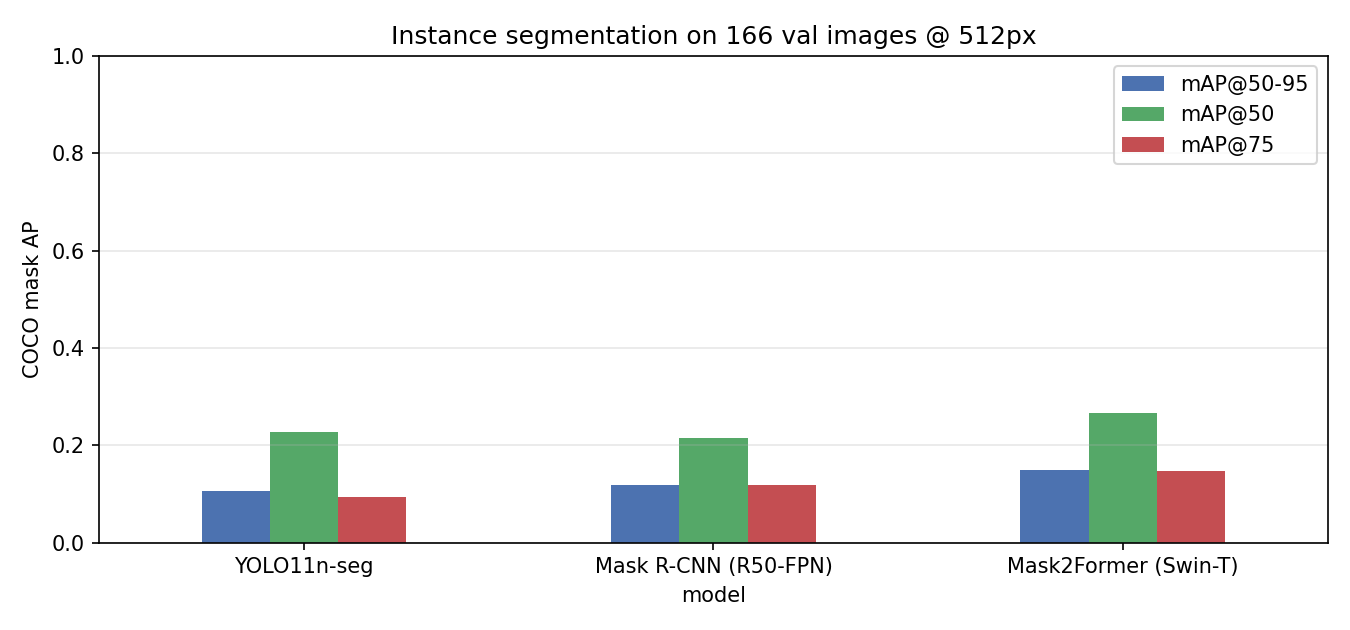 Instance segmentation on 166 val images @ 512px
1.0
0.8
0.6
0.4
0.2
0.0
COCO mask AP
mAP@50-95
mAP@50
mAP@75
YOLO11n-seg
Mask R-CNN (R50-FPN)
Mask2Former (Swin-T)
model